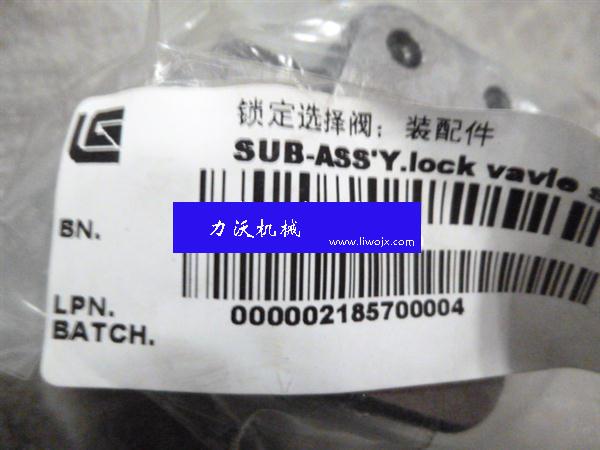 锁定选择阀；装配件
SUB-ASS'Y.lock vavle s
BN.
力沃机械
www.liwojx.com
LPN.
000002185700004
BATCH.